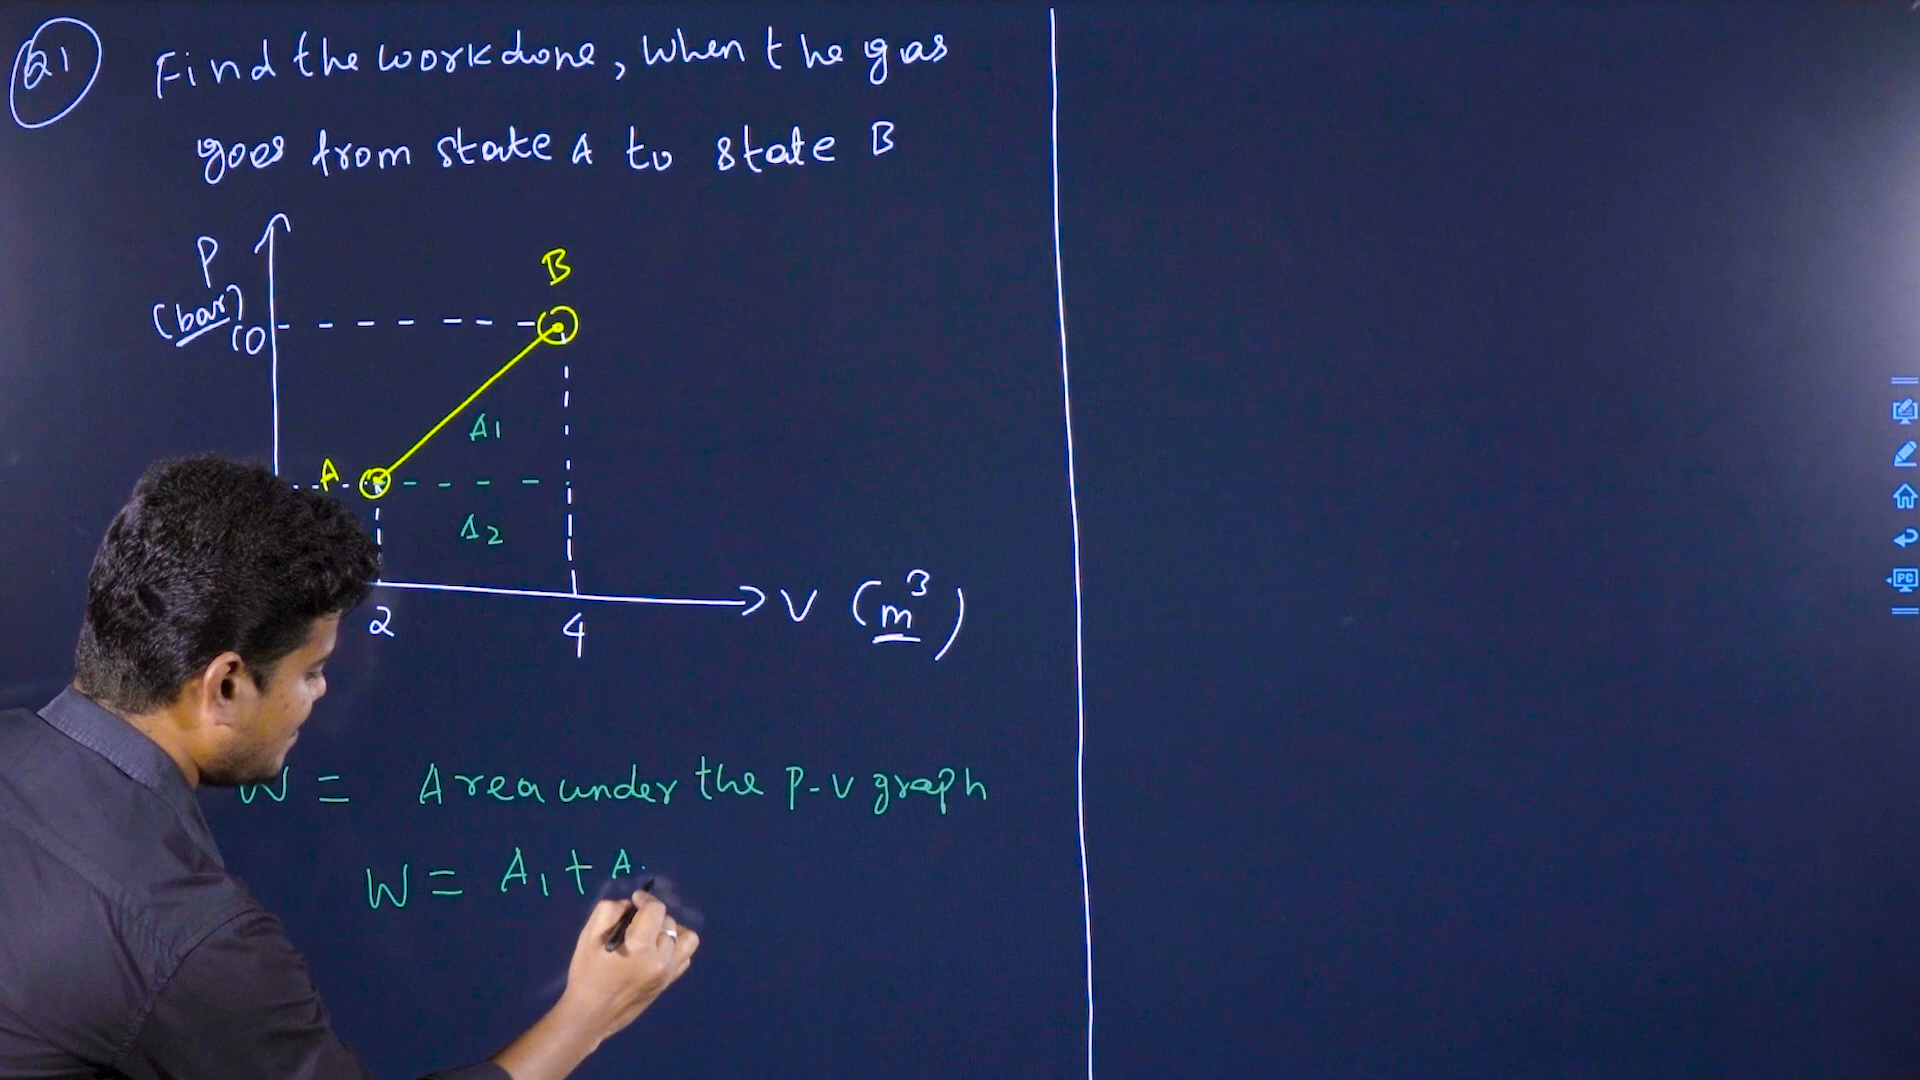 Q1
Find the workdone, when the gas
goes from state A to state B
P
(bar)
10
B
A1
A
A2
2
4
V (m³)
W = Area under the P-V graph
W = A1 + A
PC